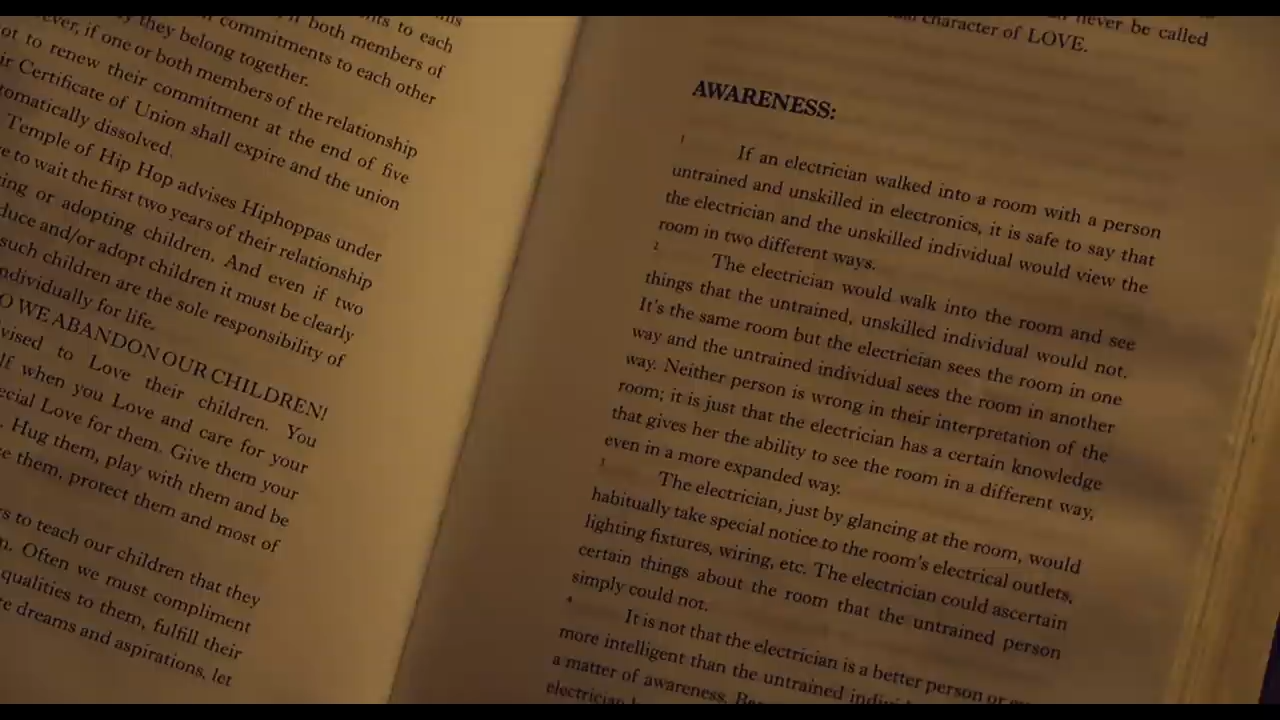 nts to each
if both members of
commitments to each other
they belong together.
ever, if one or both members of the relationship
ot to renew their commitment at the end of five
ir Certificate of Union shall expire and the union
tomatically dissolved.
Temple of Hip Hop advises Hiphoppas under
e to wait the first two years of their relationship
ing or adopting children. And even if two
duce and/or adopt children it must be clearly
such children are the sole responsibility of
ndividually for life.
O WE ABANDON OUR CHILDREN!
vised to Love their children. You
lf when you Love and care for your
ecial Love for them. Give them your
. Hug them, play with them and be
e them, protect them and most of
rs to teach our children that they
n. Often we must compliment
qualities to them, fulfill their
re dreams and aspirations, let
never be called
character of LOVE.
AWARENESS:
1
If an electrician walked into a room with a person
untrained and unskilled in electronics, it is safe to say that
the electrician and the unskilled individual would view the
room in two different ways.
2
The electrician would walk into the room and see
things that the untrained, unskilled individual would not.
It's the same room but the electrician sees the room in one
way and the untrained individual sees the room in another
way. Neither person is wrong in their interpretation of the
room; it is just that the electrician has a certain knowledge
that gives her the ability to see the room in a different way,
even in a more expanded way.
3
The electrician, just by glancing at the room, would
habitually take special notice to the room's electrical outlets,
lighting fixtures, wiring, etc. The electrician could ascertain
certain things about the room that the untrained person
simply could not.
4
It is not that the electrician is a better person or
more intelligent than the untrained
a matter of awareness.
electrician